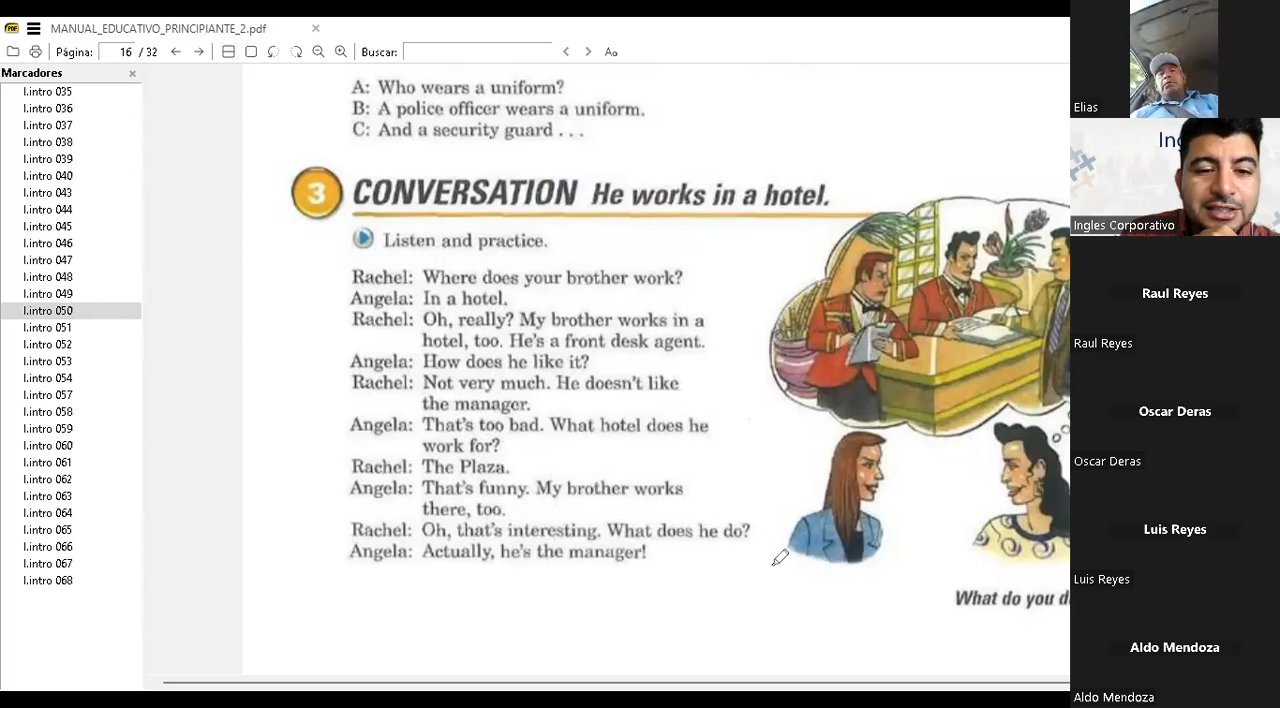 MANUAL_EDUCATIVO_PRINCIPIANTE_2.pdf
Página: 16 / 32 Buscar:
Marcadores
I.intro 035
I.intro 036
I.intro 037
I.intro 038
I.intro 039
I.intro 040
I.intro 043
I.intro 044
I.intro 045
I.intro 046
I.intro 047
I.intro 048
I.intro 049
I.intro 050
I.intro 051
I.intro 052
I.intro 053
I.intro 054
I.intro 057
I.intro 058
I.intro 059
I.intro 060
I.intro 061
I.intro 062
I.intro 063
I.intro 064
I.intro 065
I.intro 066
I.intro 067
I.intro 068
A: Who wears a uniform?
B: A police officer wears a uniform.
C: And a security guard . . .
3 CONVERSATION He works in a hotel.
Listen and practice.
Rachel: Where does your brother work?
Angela: In a hotel.
Rachel: Oh, really? My brother works in a
hotel, too. He's a front desk agent.
Angela: How does he like it?
Rachel: Not very much. He doesn't like
the manager.
Angela: That's too bad. What hotel does he
work for?
Rachel: The Plaza.
Angela: That's funny. My brother works
there, too.
Rachel: Oh, that's interesting. What does he do?
Angela: Actually, he's the manager!
What do you d
Elias
Ing
Ingles Corporativo
Raul Reyes
Raul Reyes
Oscar Deras
Oscar Deras
Luis Reyes
Luis Reyes
Aldo Mendoza
Aldo Mendoza